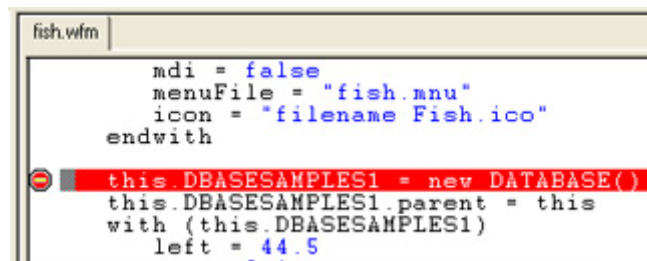 fish.wfm
mdi = false
menuFile = "fish.mnu"
icon = "filename Fish.ico"
endwith
this.DBASESAMPLES1 = new DATABASE()
this.DBASESAMPLES1.parent = this
with (this.DBASESAMPLES1)
left = 44.5